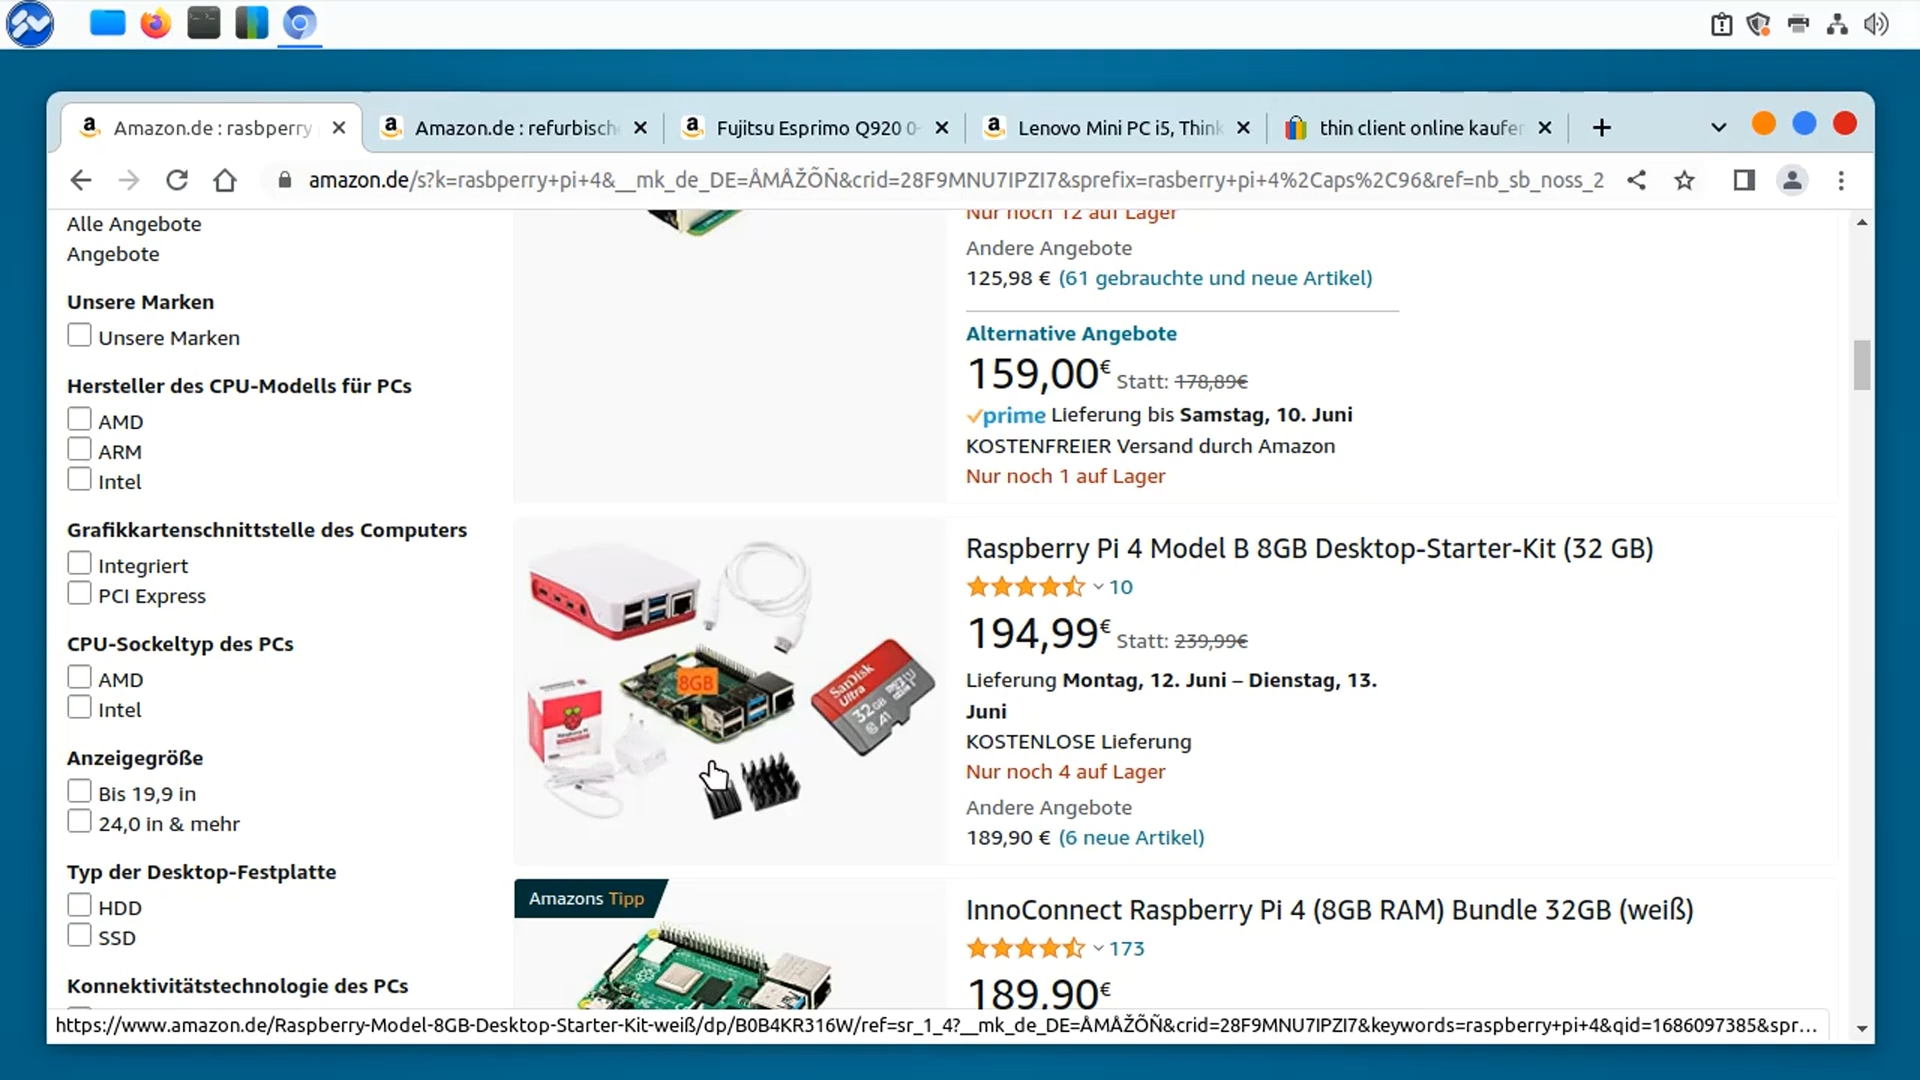 Amazon.de : rasbperry
Amazon.de : refurbische
Fujitsu Esprimo Q920 0-
Lenovo Mini PC i5, Think
thin client online kaufen
amazon.de/s?k=rasbperry+pi+4&__mk_de_DE=ÅMÅŽÕÑ&crid=28F9MNU7IPZI7&sprefix=rasberry+pi+4%2Caps%2C96&ref=nb_sb_noss_2
Alle Angebote
Angebote
Unsere Marken
Unsere Marken
Hersteller des CPU-Modells für PCs
AMD
ARM
Intel
Grafikkartenschnittstelle des Computers
Integriert
PCI Express
CPU-Sockeltyp des PCs
AMD
Intel
Anzeigegröße
Bis 19,9 in
24,0 in & mehr
Typ der Desktop-Festplatte
HDD
SSD
Konnektivitätstechnologie des PCs
Nur noch 12 auf Lager
Andere Angebote
125,98 € (61 gebrauchte und neue Artikel)
Alternative Angebote
159,00€ Statt: 178,89€
prime Lieferung bis Samstag, 10. Juni
KOSTENFREIER Versand durch Amazon
Nur noch 1 auf Lager
8GB
SanDisk
Ultra
32GB
A1
Raspberry Pi 4 Model B 8GB Desktop-Starter-Kit (32 GB)
10
194,99€ Statt: 239,99€
Lieferung Montag, 12. Juni – Dienstag, 13.
Juni
KOSTENLOSE Lieferung
Nur noch 4 auf Lager
Andere Angebote
189,90 € (6 neue Artikel)
Amazons Tipp
InnoConnect Raspberry Pi 4 (8GB RAM) Bundle 32GB (weiß)
173
189,90€
https://www.amazon.de/Raspberry-Model-8GB-Desktop-Starter-Kit-weiß/dp/B0B4KR316W/ref=sr_1_4?__mk_de_DE=ÅMÅŽÕÑ&crid=28F9MNU7IPZI7&keywords=raspberry+pi+4&qid=1686097385&spr…